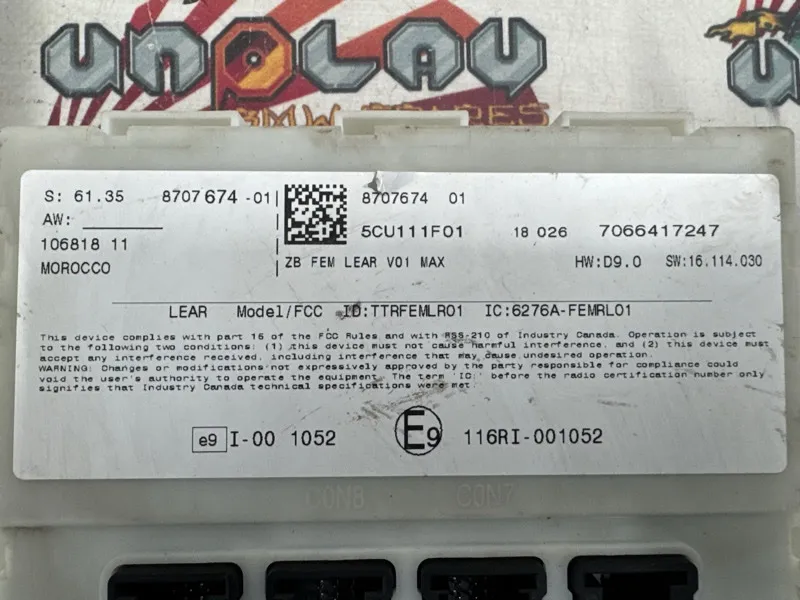 UNPLAU
BMW SPARES
S: 61.35 8707 674 -01
AW:
106818 11
MOROCCO
8707674 01
5CU111F01 18 026 7066417247
ZB FEM LEAR V01 MAX HW:D9.0 SW:16.114.030
LEAR Model/FCC ID:TTRFEMLR01 IC:6276A-FEMRL01
This device complies with part 15 of the FCC Rules and with RSS-210 of Industry Canada. Operation is subject
to the following two conditions: (1) this device must not cause harmful interference, and (2) this device must
accept any interference received, including interference that may cause undesired operation.
WARNING: Changes or modifications not expressively approved by the party responsible for compliance could
void the user's authority to operate the equipment. The term 'IC:' before the radio certification number only
signifies that Industry Canada technical specifications were met.
e9 I-00 1052 E9 116RI-001052
COM8 COM7